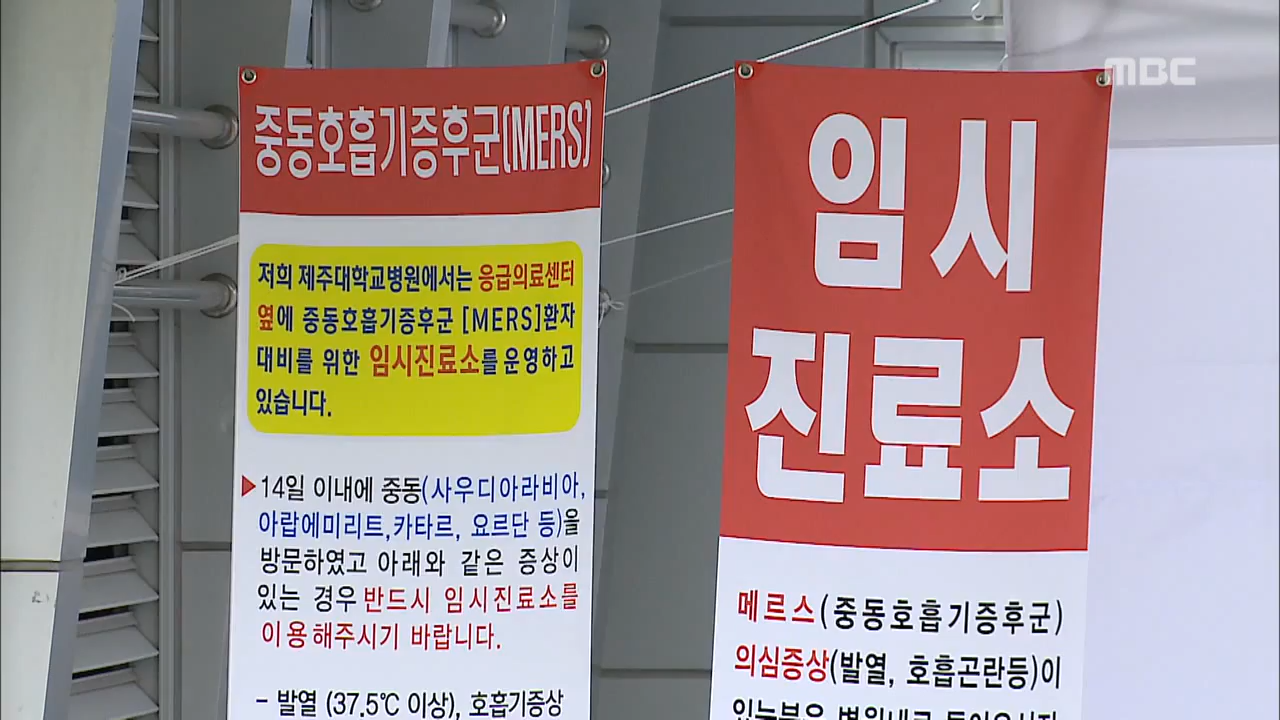 MBC
중동호흡기증후군(MERS)
저희 제주대학교병원에서는 응급의료센터
옆에 중동호흡기증후군 [MERS]환자
대비를 위한 임시진료소를 운영하고
있습니다.
▶14일 이내에 중동(사우디아라비아,
아랍에미리트,카타르, 요르단 등)을
방문하였고 아래와 같은 증상이
있는 경우 반드시 임시진료소를
이용해주시기 바랍니다.
- 발열 (37.5℃ 이상), 호흡기증상
임시
진료소
메르스(중동호흡기증후군)
의심증상(발열, 호흡곤란등)이